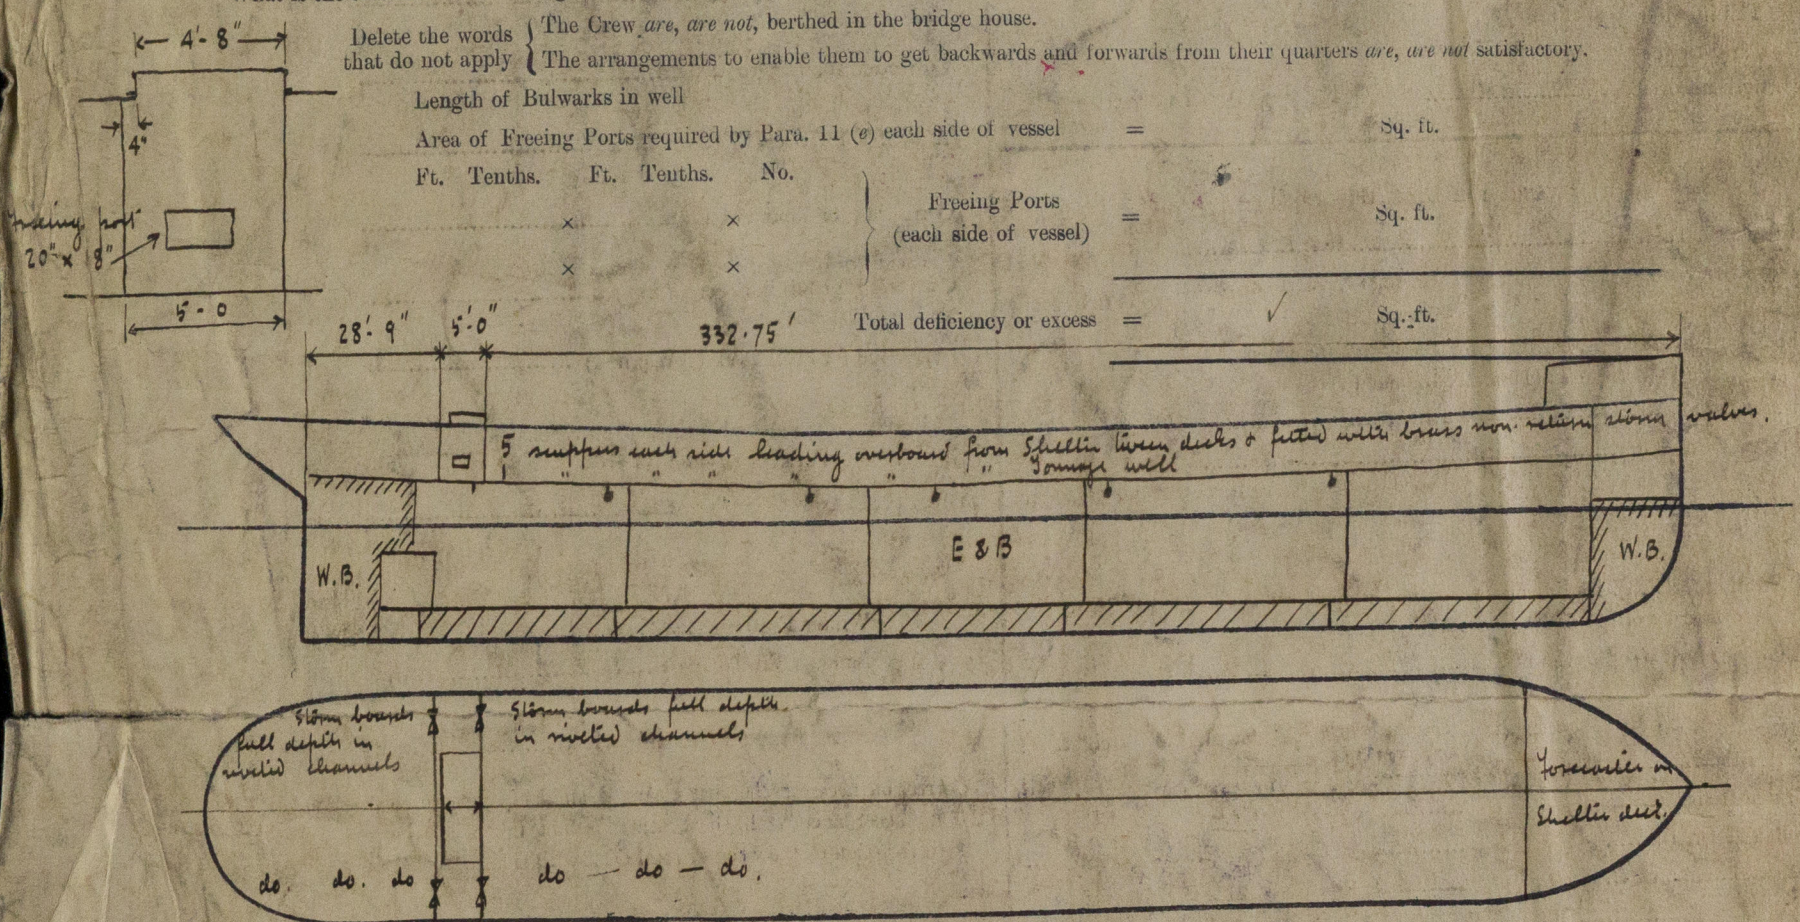 Delete the words
that do not apply
The Crew are, are not, berthed in the bridge house.
The arrangements to enable them to get backwards and forwards from their quarters are, are not satisfactory.
4'-8"
4"
Freeing port
20" x 18"
5-0
Length of Bulwarks in well
Area of Freeing Ports required by Para. 11 (e) each side of vessel = Sq. ft.
Ft. Tenths. Ft. Tenths. No.
× ×
× ×
Freeing Ports
(each side of vessel) = Sq. ft.
Total deficiency or excess = ✓ Sq. ft.
28'-9" 5'-0" 332.75'
5 scuppers each side leading overboard from Shelter tween decks & fitted with brass non-return storm valves.
1 " " " " " Tonnage well
E & B
W.B.
W.B.
Storm boards
full depth in
riveted channels
Storm boards full depth
in riveted channels
Forecastle on
Shelter deck.
do. do. do
do — do — do.